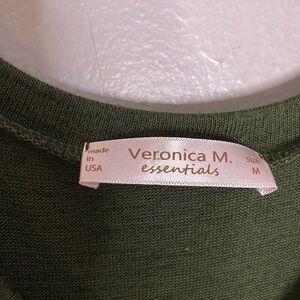 made
in
USA
Veronica M.
essentials
SIZE
M